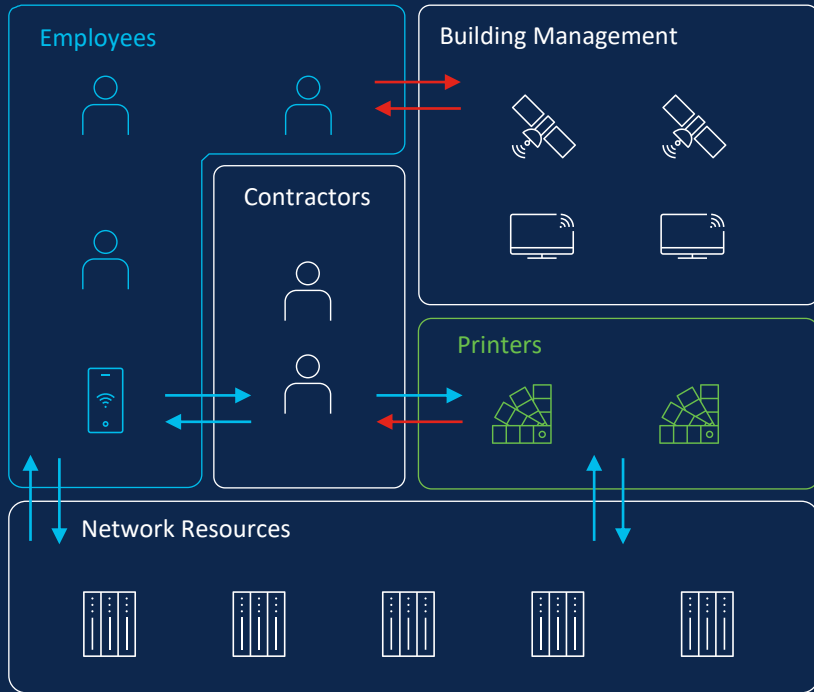 Employees
Building Management
Contractors
Printers
Network Resources